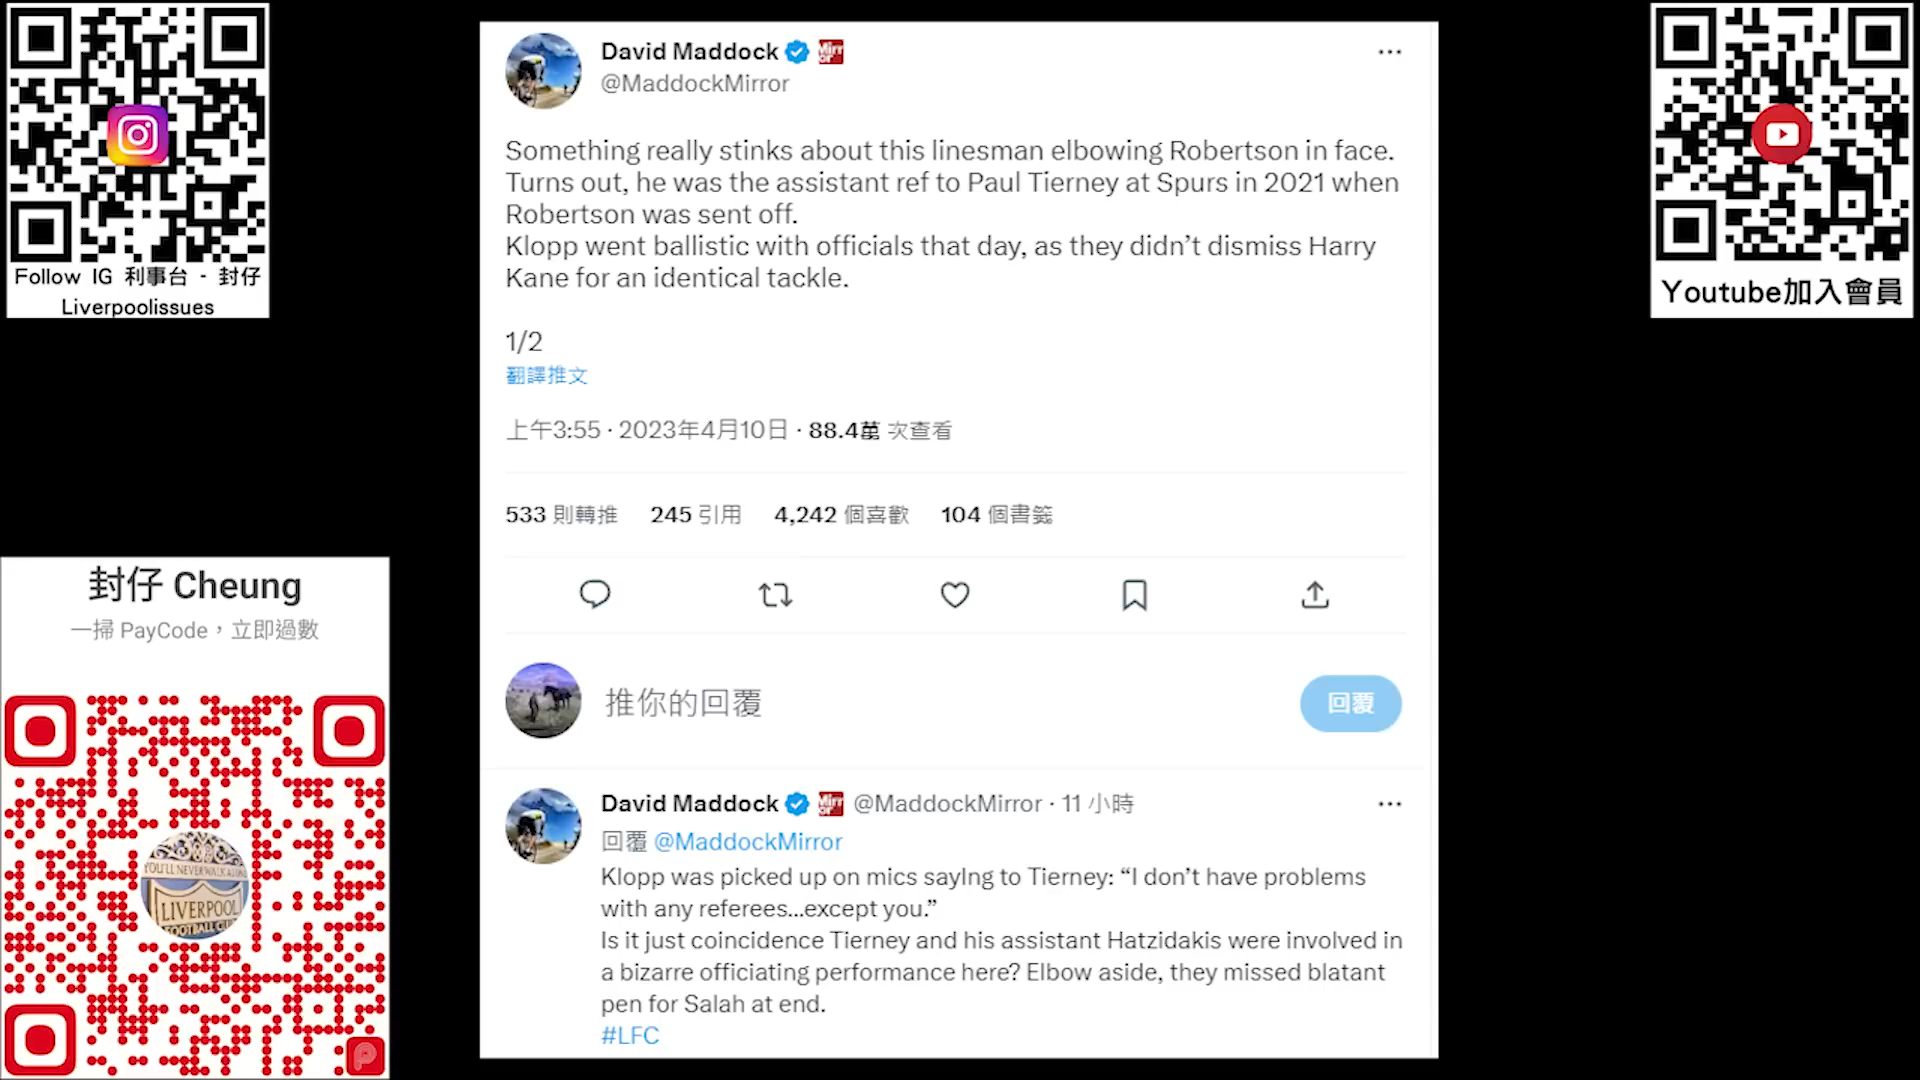 Follow IG 利事台 - 封仔
Liverpoolissues
Youtube加入會員
David Maddock
@MaddockMirror
Something really stinks about this linesman elbowing Robertson in face.
Turns out, he was the assistant ref to Paul Tierney at Spurs in 2021 when
Robertson was sent off.
Klopp went ballistic with officials that day, as they didn’t dismiss Harry
Kane for an identical tackle.
1/2
翻譯推文
上午3:55 · 2023年4月10日 · 88.4萬 次查看
533 則轉推 245 引用 4,242 個喜歡 104 個書籤
推你的回覆
回覆
David Maddock @MaddockMirror · 11 小時
回覆 @MaddockMirror
Klopp was picked up on mics sayIng to Tierney: “I don’t have problems
with any referees...except you.”
Is it just coincidence Tierney and his assistant Hatzidakis were involved in
a bizarre officiating performance here? Elbow aside, they missed blatant
pen for Salah at end.
#LFC
封仔 Cheung
一掃 PayCode，立即過數
YOU'LL NEVER WALK ALONE
LIVERPOOL
FOOTBALL CLUB